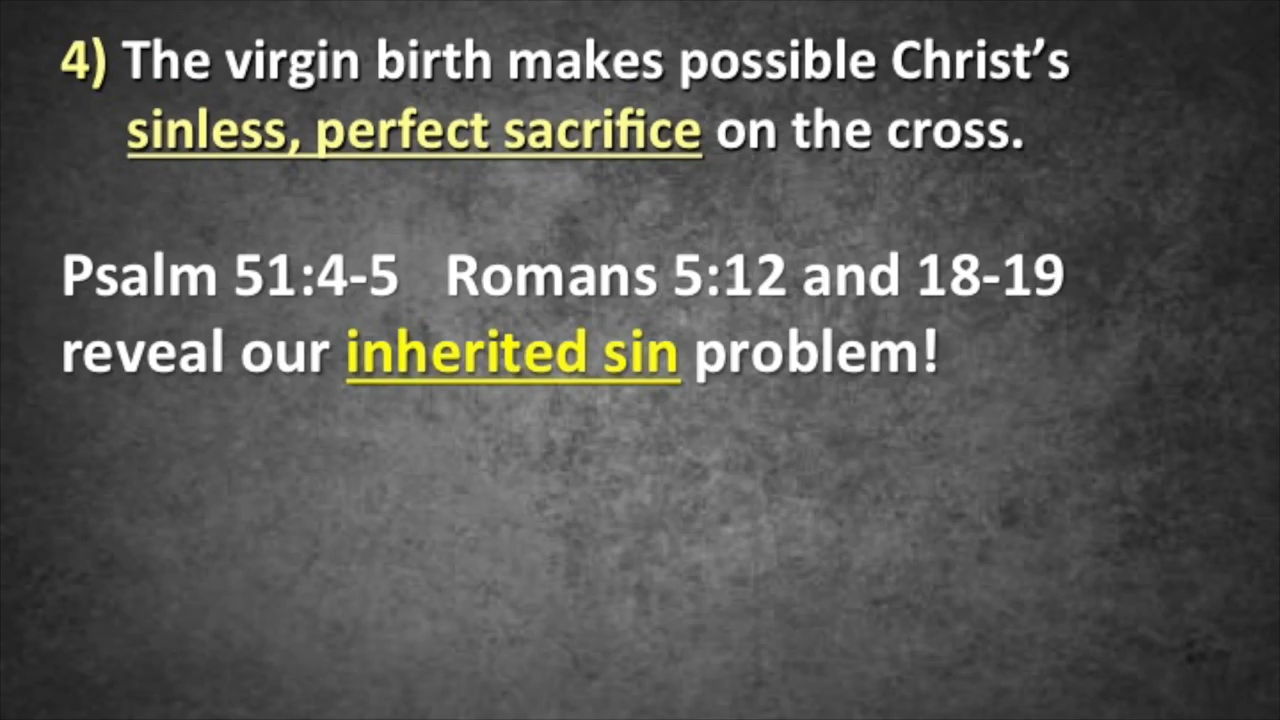 4) The virgin birth makes possible Christ’s
sinless, perfect sacrifice on the cross.
Psalm 51:4-5 Romans 5:12 and 18-19
reveal our inherited sin problem!